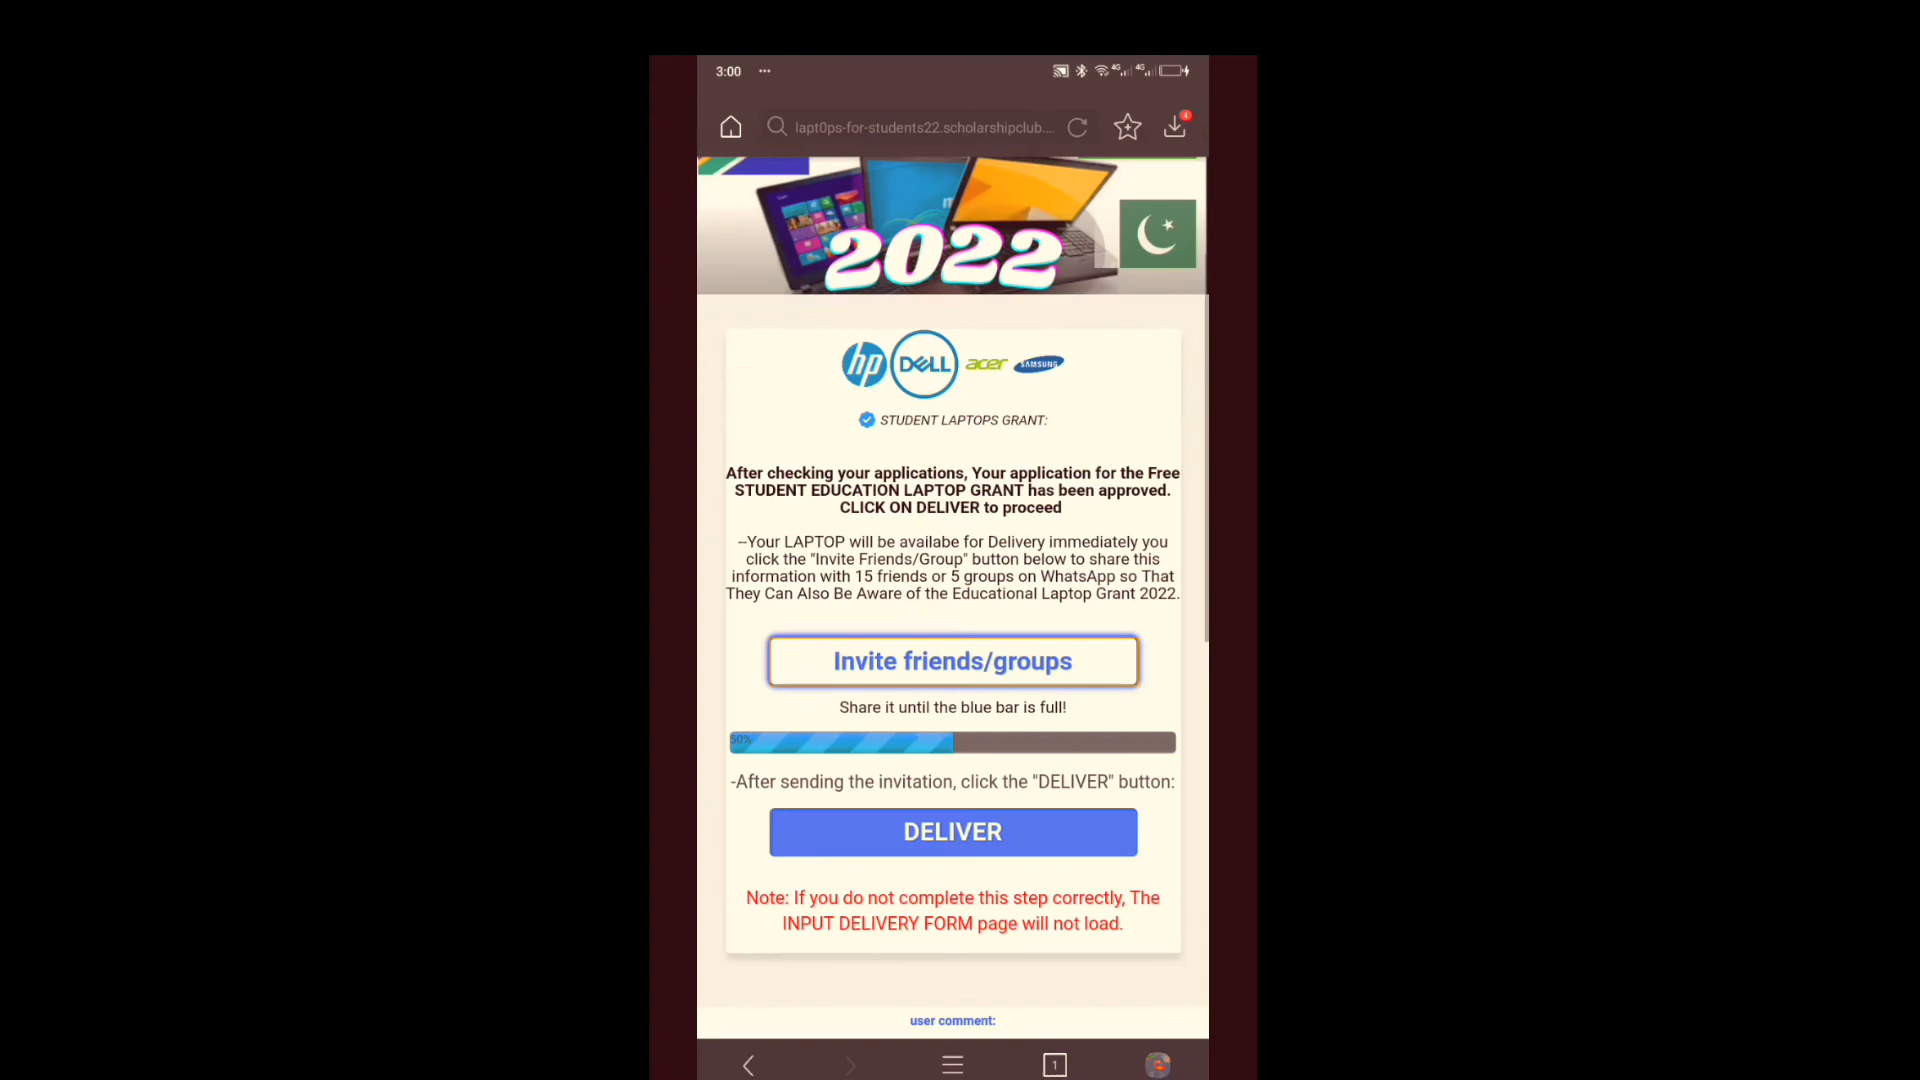 3:00
4G
4G
lapt0ps-for-students22.scholarshipclub....
4
2022
hp
DELL
acer
SAMSUNG
STUDENT LAPTOPS GRANT:
After checking your applications, Your application for the Free
STUDENT EDUCATION LAPTOP GRANT has been approved.
CLICK ON DELIVER to proceed
--Your LAPTOP will be availabe for Delivery immediately you
click the "Invite Friends/Group" button below to share this
information with 15 friends or 5 groups on WhatsApp so That
They Can Also Be Aware of the Educational Laptop Grant 2022.
Invite friends/groups
Share it until the blue bar is full!
50%
-After sending the invitation, click the "DELIVER" button:
DELIVER
Note: If you do not complete this step correctly, The
INPUT DELIVERY FORM page will not load.
user comment:
1